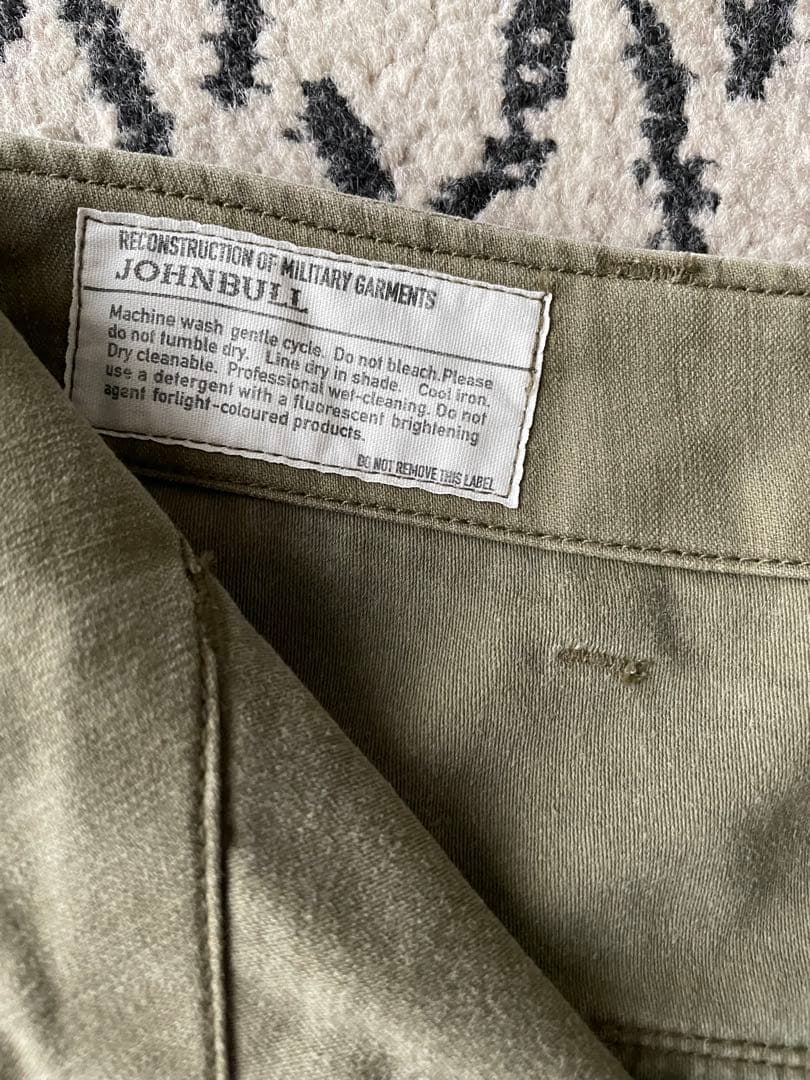 RECONSTRUCTION OF MILITARY GARMENTS
JOHNBULL
Machine wash gentle cycle. Do not bleach.Please
do not tumble dry. Line dry in shade. Cool iron.
Dry cleanable. Professional wet-cleaning. Do not
use a detergent with a fluorescent brightening
agent forlight-coloured products.
DO NOT REMOVE THIS LABEL